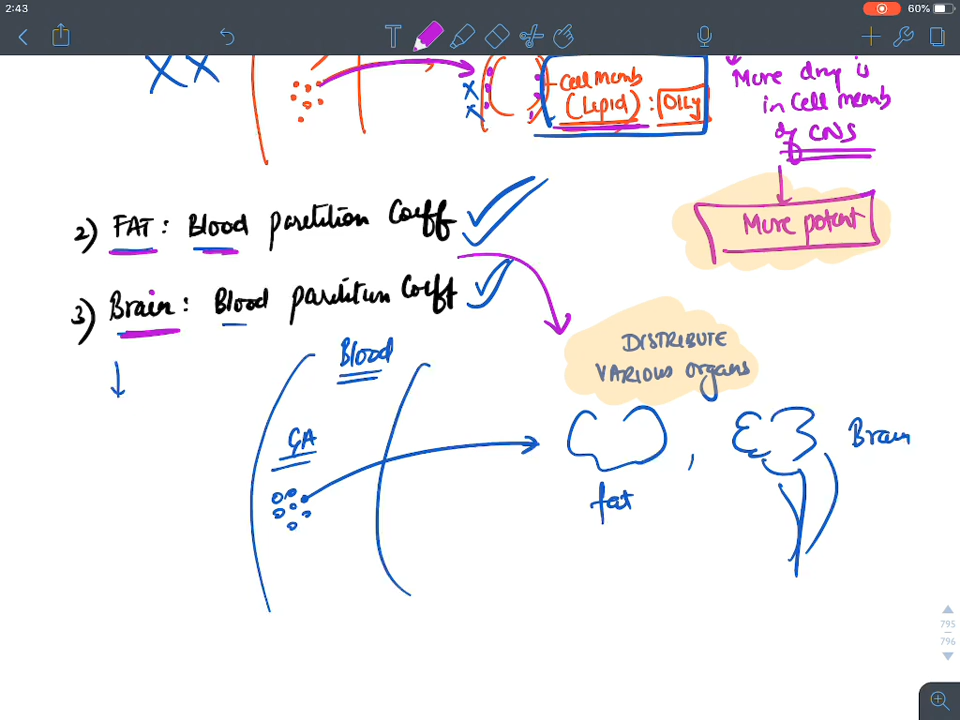 2:43
60%
T
Cell Memb
(Lipid) : Oily
More drug is
in Cell memb
of CNS
More potent
2) FAT : Blood partition Coeff
3) Brain : Blood partition Coeff
DISTRIBUTE
VARIOUS Organs
Blood
GA
fat
,
Brain
795
796